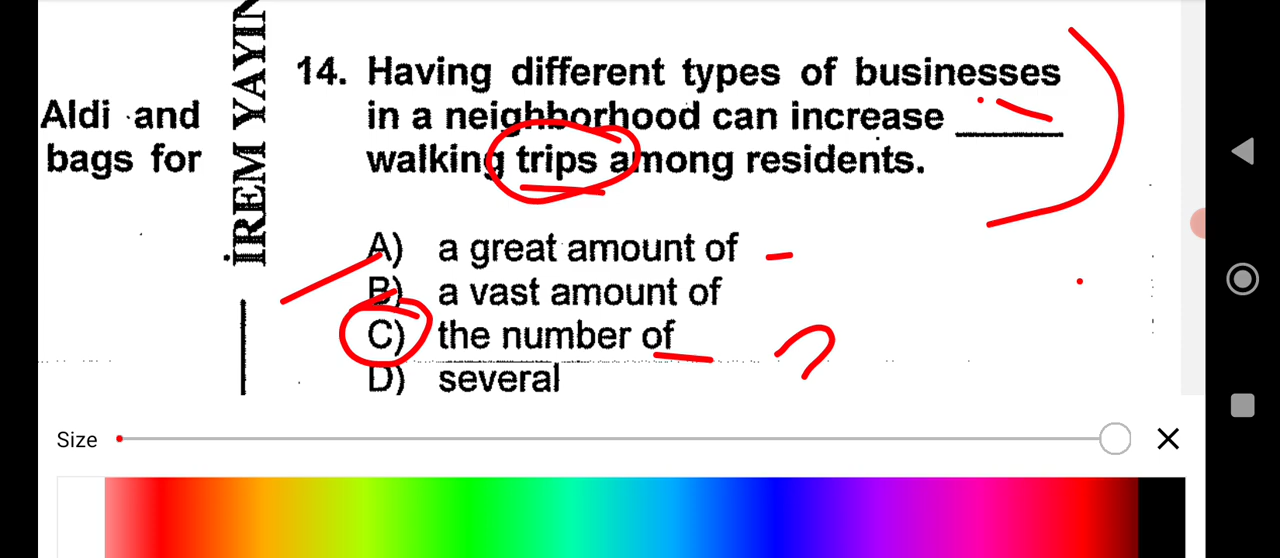 Aldi and
bags for
İREM YAYIN
14. Having different types of businesses
in a neighborhood can increase ______
walking trips among residents.
A) a great amount of
B) a vast amount of
C) the number of
D) several
Size